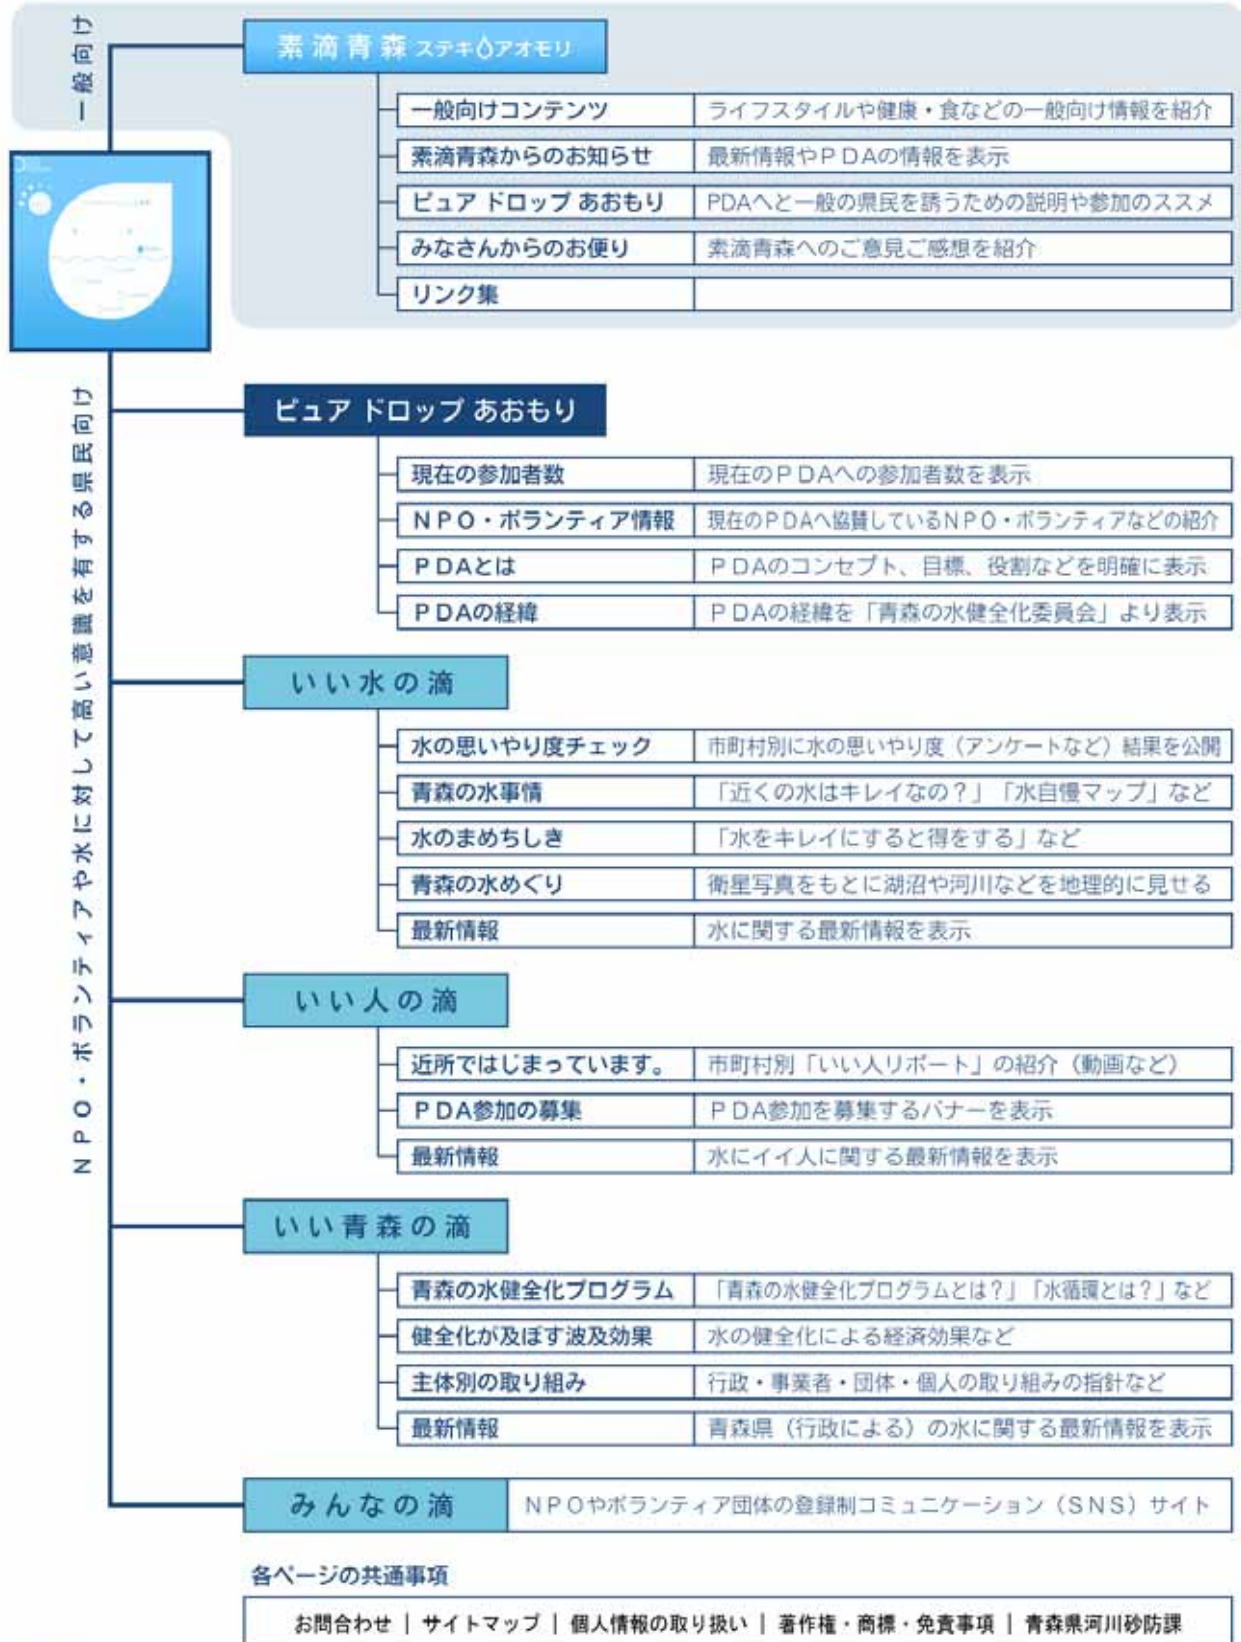 一般向け
素滴青森 ステキアオモリ
一般向けコンテンツ ライフスタイルや健康・食などの一般向け情報を紹介
素滴青森からのお知らせ 最新情報やPDAの情報を表示
ピュア ドロップ あおもり PDAへと一般の県民を誘うための説明や参加のススメ
みなさんからのお便り 素滴青森へのご意見ご感想を紹介
リンク集
NPO・ボランティアや水に対して高い意識を有する県民向け
ピュア ドロップ あおもり
現在の参加者数 現在のPDAへの参加者数を表示
NPO・ボランティア情報 現在のPDAへ協賛しているNPO・ボランティアなどの紹介
PDAとは PDAのコンセプト、目標、役割などを明確に表示
PDAの経緯 PDAの経緯を「青森の水健全化委員会」より表示
いい水の滴
水の思いやり度チェック 市町村別に水の思いやり度（アンケートなど）結果を公開
青森の水事情 「近くの水はキレイなの？」「水自慢マップ」など
水のまめちしき 「水をキレイにすると得をする」など
青森の水めぐり 衛星写真をもとに湖沼や河川などを地理的に見せる
最新情報 水に関する最新情報を表示
いい人の滴
近所ではじまっています。 市町村別「いい人リポート」の紹介（動画など）
PDA参加の募集 PDA参加を募集するバナーを表示
最新情報 水にイイ人に関する最新情報を表示
いい青森の滴
青森の水健全化プログラム 「青森の水健全化プログラムとは？」「水循環とは？」など
健全化が及ぼす波及効果 水の健全化による経済効果など
主体別の取り組み 行政・事業者・団体・個人の取り組みの指針など
最新情報 青森県（行政による）の水に関する最新情報を表示
みんなの滴 NPOやボランティア団体の登録制コミュニケーション（SNS）サイト
各ページの共通事項
お問合わせ | サイトマップ | 個人情報の取り扱い | 著作権・商標・免責事項 | 青森県河川砂防課